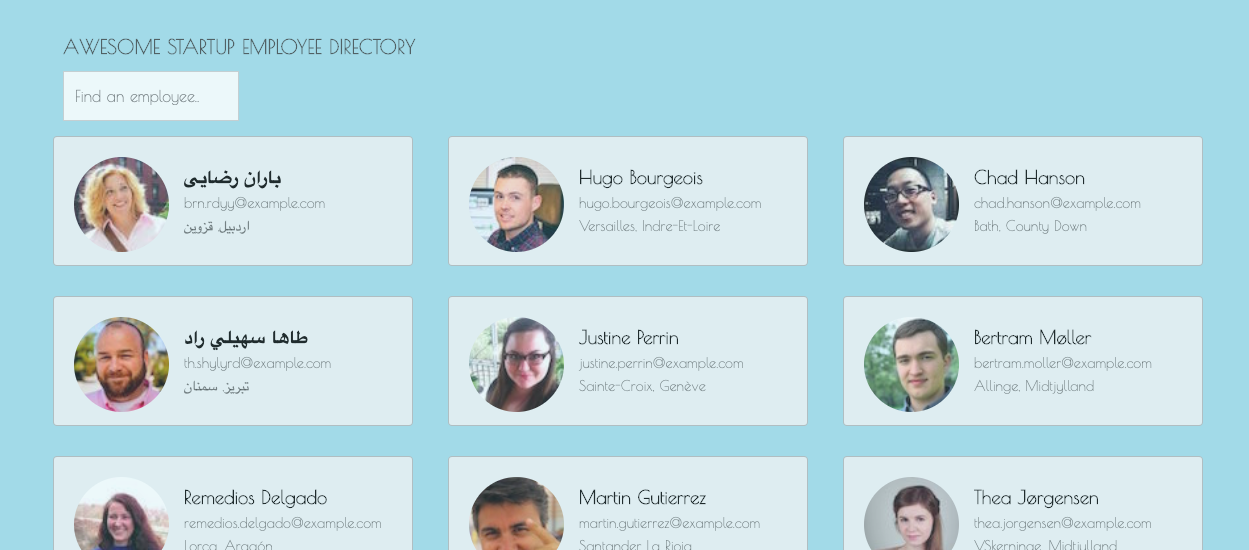 AWESOME STARTUP EMPLOYEE DIRECTORY
Find an employee..
باران رضایی
brn.rdyy@example.com
اردبیل, قزوین
Hugo Bourgeois
hugo.bourgeois@example.com
Versailles, Indre-Et-Loire
Chad Hanson
chad.hanson@example.com
Bath, County Down
طاها سهيلي راد
th.shylyrd@example.com
تبریز, سمنان
Justine Perrin
justine.perrin@example.com
Sainte-Croix, Genève
Bertram Møller
bertram.moller@example.com
Allinge, Midtjylland
Remedios Delgado
remedios.delgado@example.com
Lorca, Aragón
Martin Gutierrez
martin.gutierrez@example.com
Santander, La Rioja
Thea Jørgensen
thea.jorgensen@example.com
VSkerninge, Midtjylland